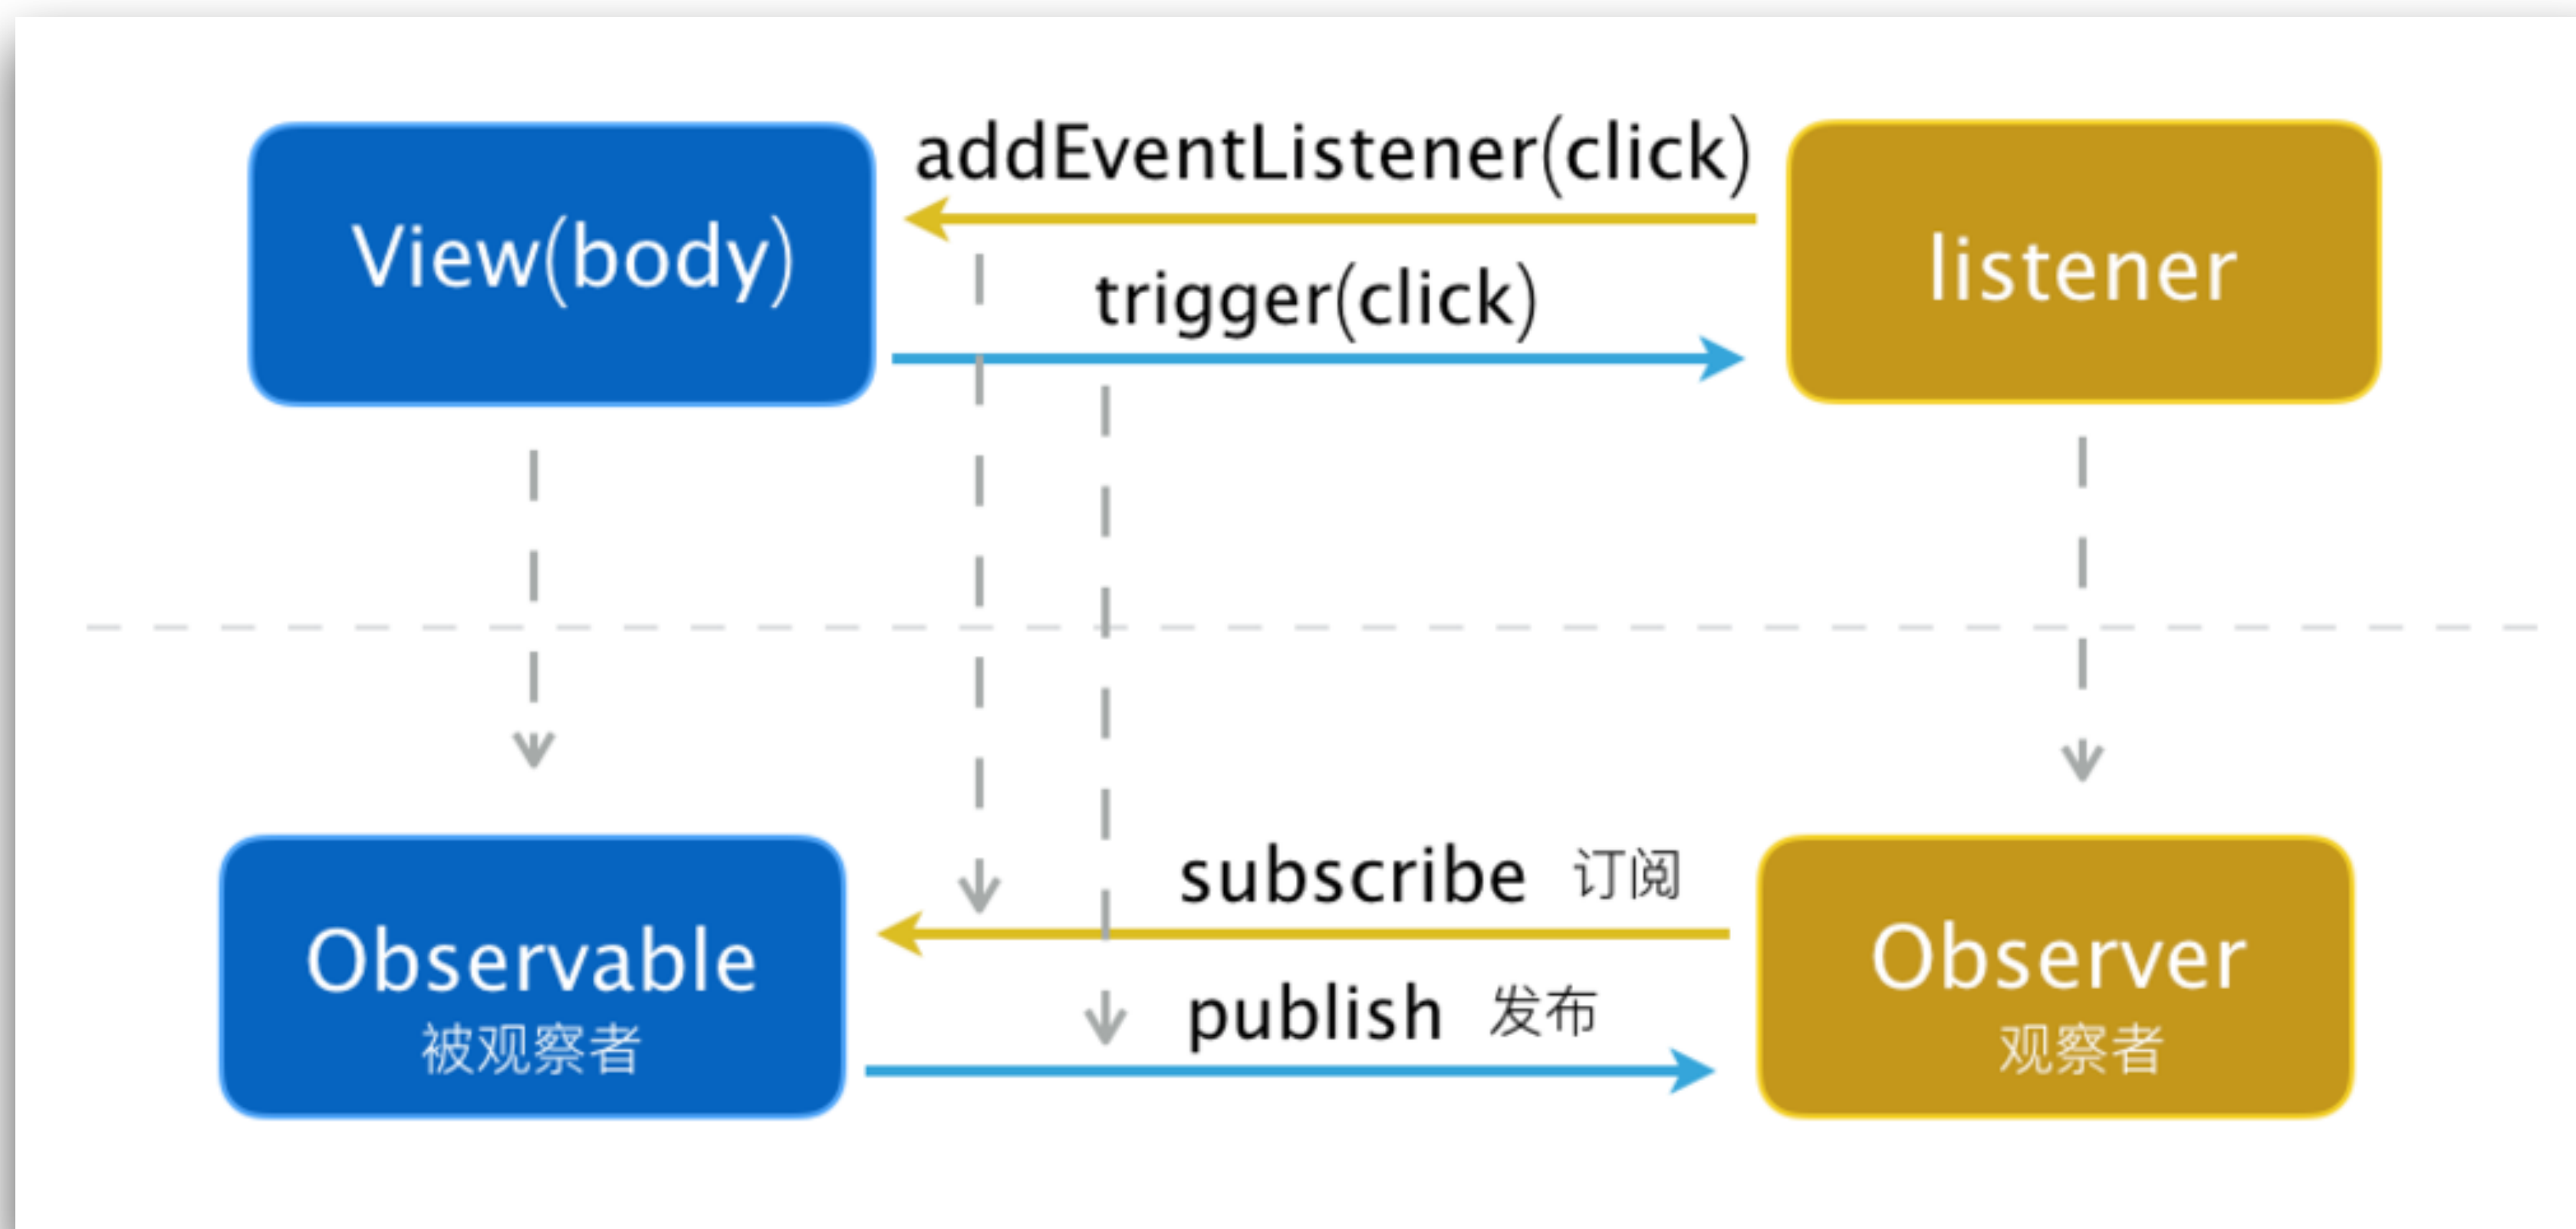 addEventListener(click)
View(body)
listener
trigger(click)
subscribe 订阅
Observable
被观察者
Observer
观察者
publish 发布